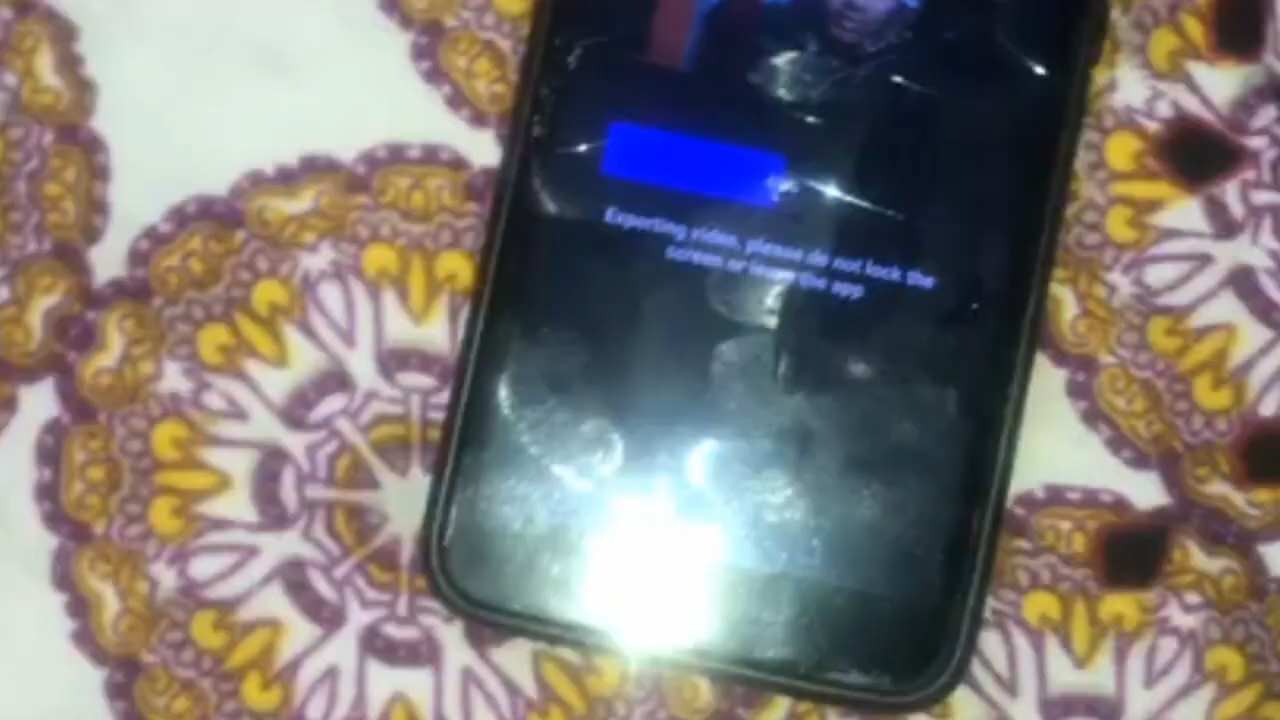 Exporting video, please do not lock the
screen or leave the app